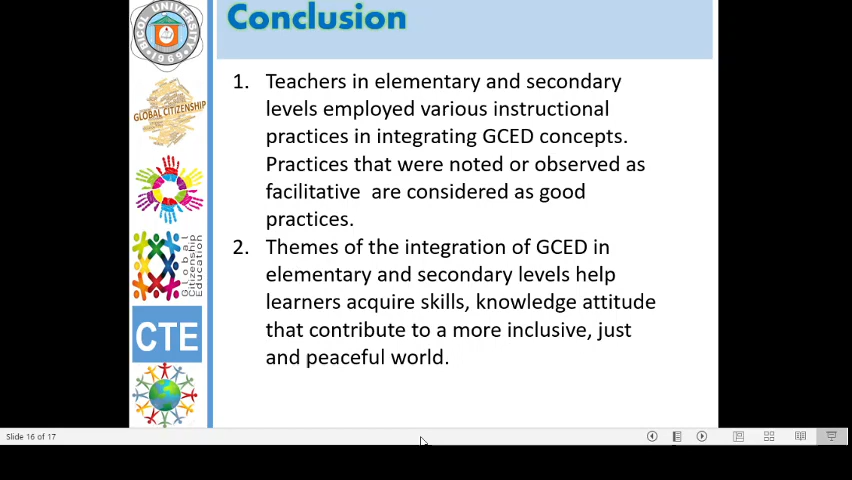 Conclusion
BICOL UNIVERSITY
1969
GLOBAL CITIZENSHIP
Global
Citizenship
Education
CTE
1. Teachers in elementary and secondary
levels employed various instructional
practices in integrating GCED concepts.
Practices that were noted or observed as
facilitative are considered as good
practices.
2. Themes of the integration of GCED in
elementary and secondary levels help
learners acquire skills, knowledge attitude
that contribute to a more inclusive, just
and peaceful world.
Slide 16 of 17